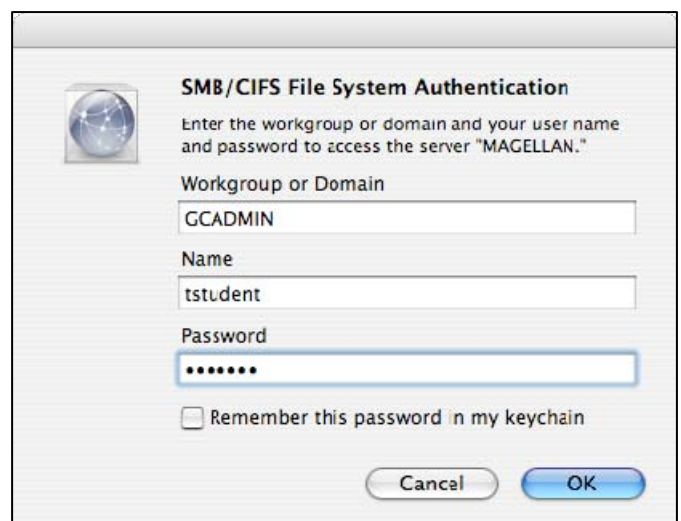 SMB/CIFS File System Authentication
Enter the workgroup or domain and your user name
and password to access the server "MAGELLAN."
Workgroup or Domain
GCADMIN
Name
tstudent
Password
•••••••
Remember this password in my keychain
Cancel
OK